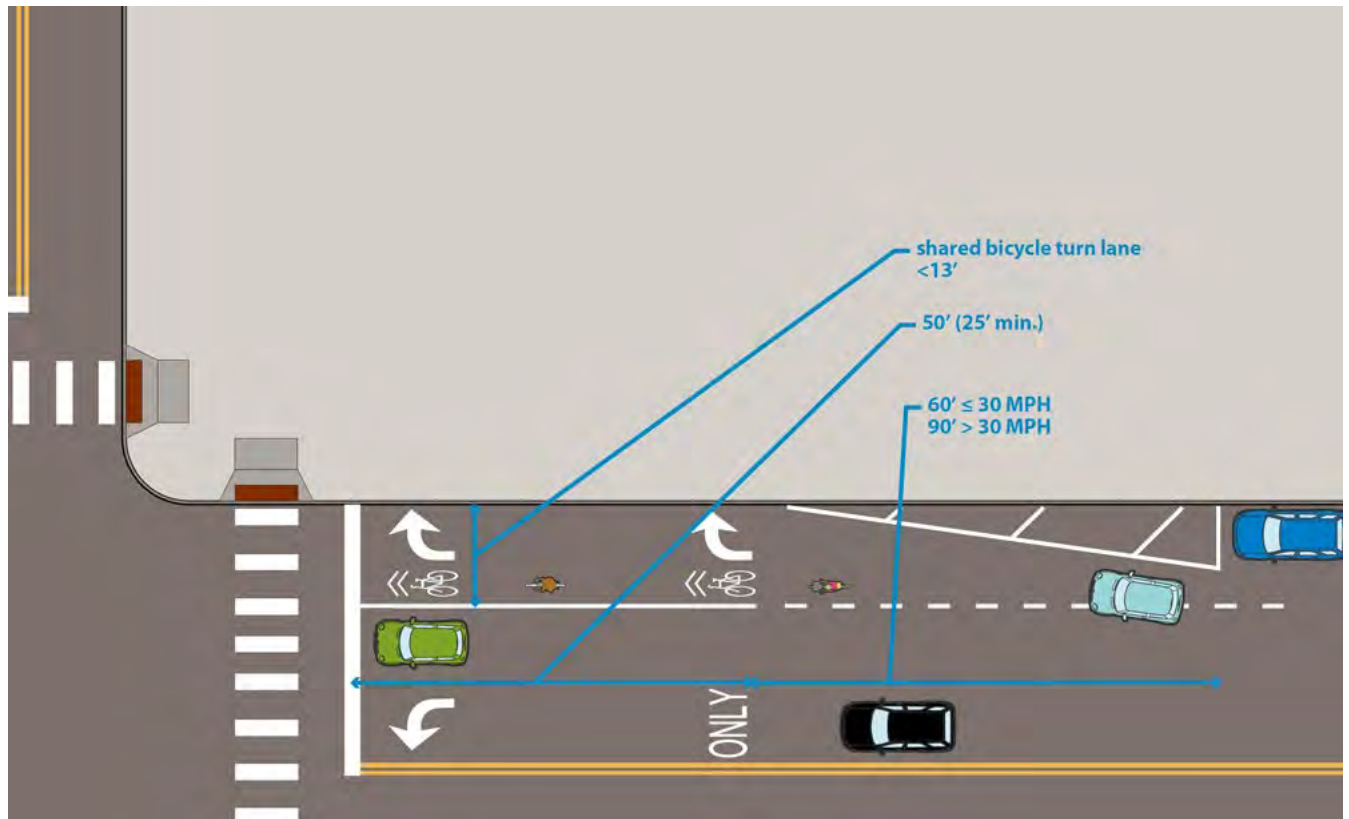 shared bicycle turn lane
<13′
50′ (25′ min.)
60′ ≤ 30 MPH
90′ > 30 MPH
ONLY